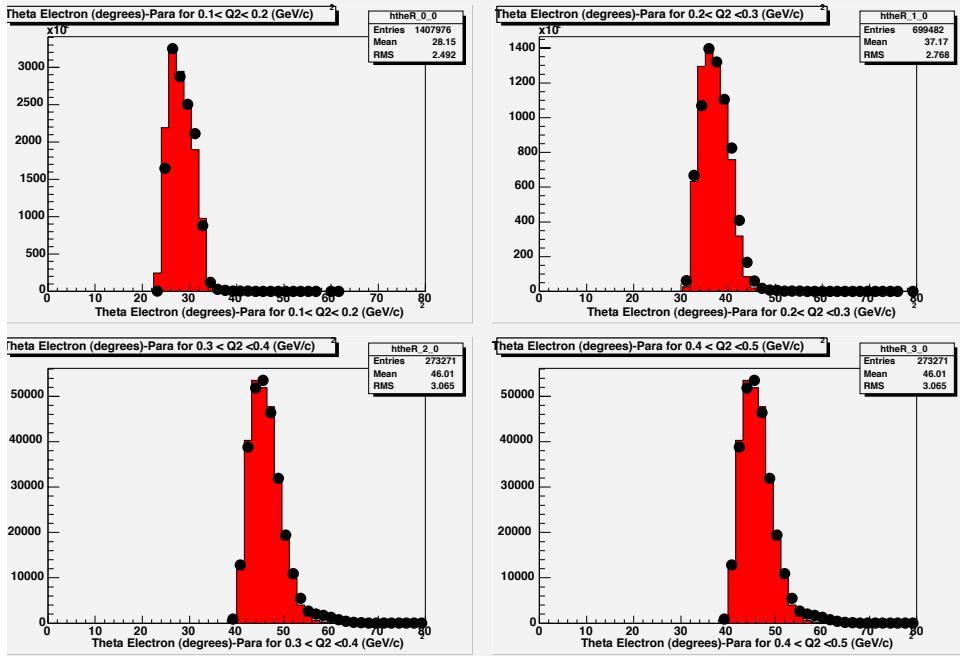 Theta Electron (degrees)-Para for 0.1< Q2< 0.2 (GeV/c) 2
htheR_0_0
Entries 1407976
Mean 28.15
RMS 2.492
x10
3000
2500
2000
1500
1000
500
0
0 10 20 30 40 50 60 70 80
Theta Electron (degrees)-Para for 0.1< Q2< 0.2 (GeV/c) 2
Theta Electron (degrees)-Para for 0.2< Q2 <0.3 (GeV/c) 2
htheR_1_0
Entries 699482
Mean 37.17
RMS 2.768
x10
1400
1200
1000
800
600
400
200
0
0 10 20 30 40 50 60 70 80
Theta Electron (degrees)-Para for 0.2< Q2 <0.3 (GeV/c) 2
Theta Electron (degrees)-Para for 0.3 < Q2 <0.4 (GeV/c) 2
htheR_2_0
Entries 273271
Mean 46.01
RMS 3.065
50000
40000
30000
20000
10000
0
0 10 20 30 40 50 60 70 80
Theta Electron (degrees)-Para for 0.3 < Q2 <0.4 (GeV/c) 2
Theta Electron (degrees)-Para for 0.4 < Q2 <0.5 (GeV/c) 2
htheR_3_0
Entries 273271
Mean 46.01
RMS 3.065
50000
40000
30000
20000
10000
0
0 10 20 30 40 50 60 70 80
Theta Electron (degrees)-Para for 0.4 < Q2 <0.5 (GeV/c) 2